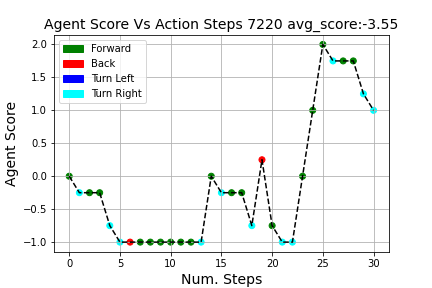 Agent Score Vs Action Steps 7220 avg_score:-3.55
Agent Score
2.0
1.5
1.0
0.5
0.0
−0.5
−1.0
Forward
Back
Turn Left
Turn Right
0 5 10 15 20 25 30
Num. Steps